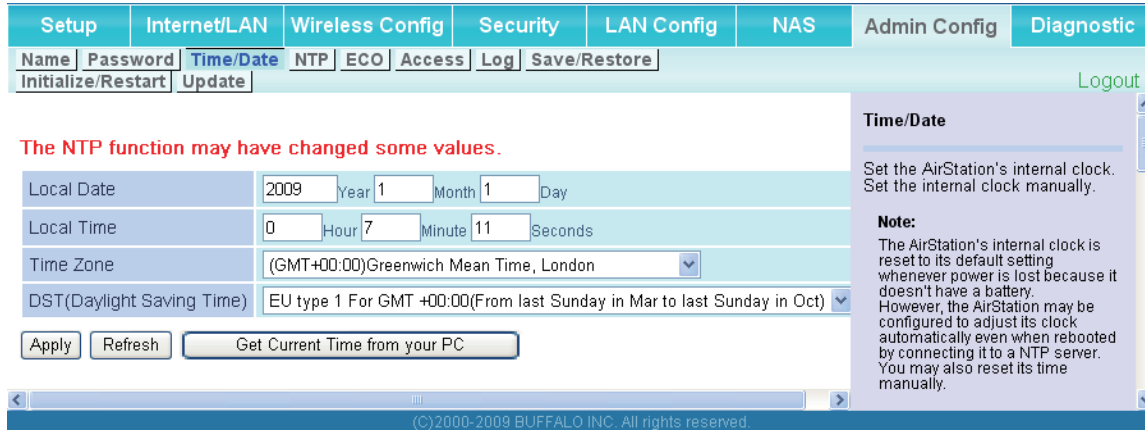 Setup Internet/LAN Wireless Config Security LAN Config NAS Admin Config Diagnostic
Name Password Time/Date NTP ECO Access Log Save/Restore
Initialize/Restart Update
Logout
The NTP function may have changed some values.
Local Date 2009 Year 1 Month 1 Day
Local Time 0 Hour 7 Minute 11 Seconds
Time Zone (GMT+00:00)Greenwich Mean Time, London
DST(Daylight Saving Time) EU type 1 For GMT +00:00(From last Sunday in Mar to last Sunday in Oct)
Apply Refresh Get Current Time from your PC
Time/Date
Set the AirStation's internal clock.
Set the internal clock manually.
Note:
The AirStation's internal clock is
reset to its default setting
whenever power is lost because it
doesn't have a battery.
However, the AirStation may be
configured to adjust its clock
automatically even when rebooted
by connecting it to a NTP server.
You may also reset its time
manually.
(C)2000-2009 BUFFALO INC. All rights reserved.